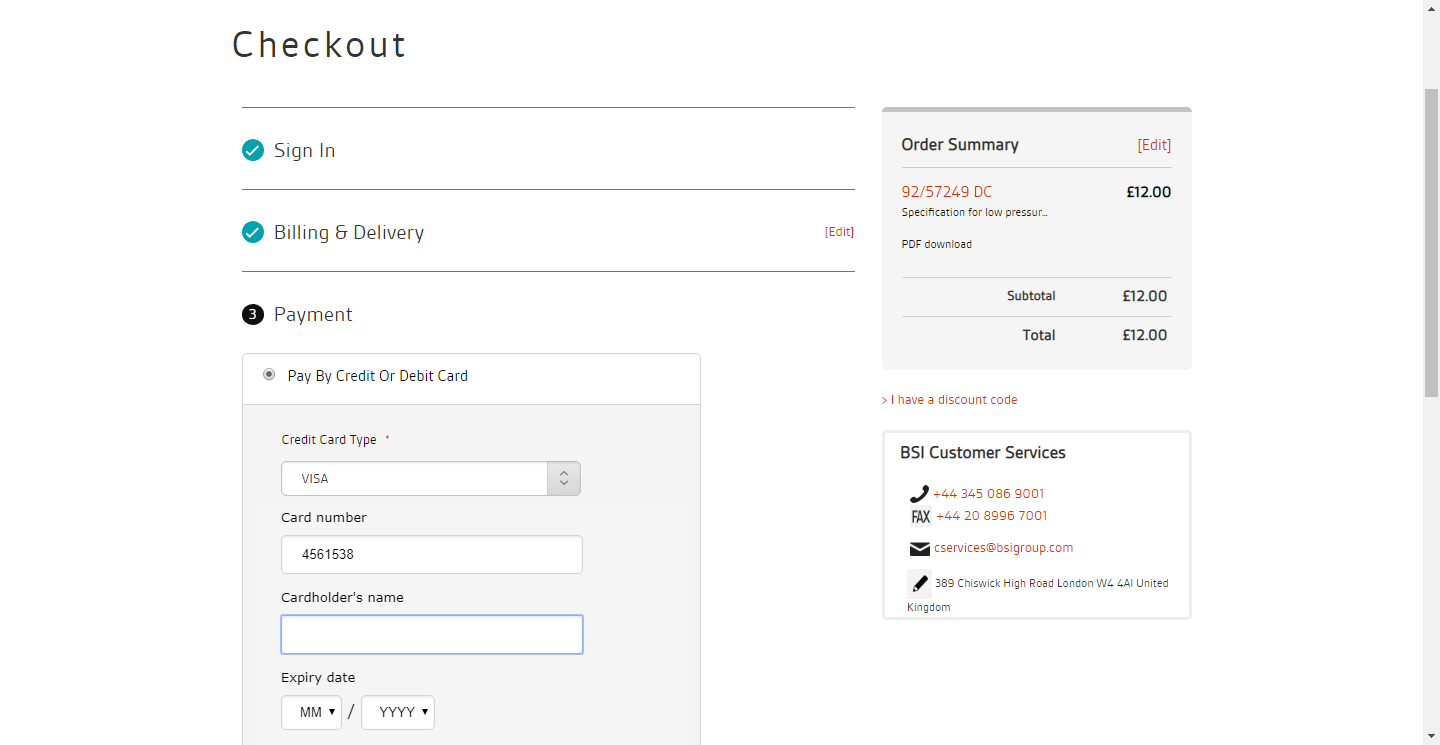 Checkout
Sign In
Billing & Delivery [Edit]
3 Payment
Pay By Credit Or Debit Card
Credit Card Type *
VISA
Card number
4561538
Cardholder's name
Expiry date
MM / YYYY
Order Summary [Edit]
92/57249 DC £12.00
Specification for low pressur...
PDF download
Subtotal £12.00
Total £12.00
> I have a discount code
BSI Customer Services
+44 345 086 9001
FAX +44 20 8996 7001
cservices@bsigroup.com
389 Chiswick High Road London W4 4Al United
Kingdom